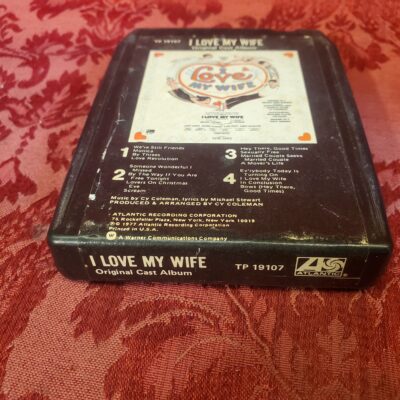 TP 19107
I LOVE MY WIFE
Original Cast Album
I
Love
MY WIFE
I LOVE MY WIFE
1
We're Still Friends
Monica
By Threes
Love Revolution
2
Someone Wonderful I
Missed
By The Way If You Are
Free Tonight
Lovers On Christmas
Eve
Scream
3
Hey There, Good Times
Sexually Free
Married Couple Seeks
Married Couple
A Mover's Life
4
Ev'rybody Today Is
Turning On
I Love My Wife
In Conclusion
Bows (Hey There,
Good Times)
Music by Cy Coleman, lyrics by Michael Stewart
PRODUCED & ARRANGED BY CY COLEMAN
ATLANTIC RECORDING CORPORATION
75 Rockefeller Plaza, New York, New York 10019
© 1977 Atlantic Recording Corporation
Printed in U.S.A.
A Warner Communications Company
I LOVE MY WIFE
Original Cast Album
TP 19107
ATLANTIC